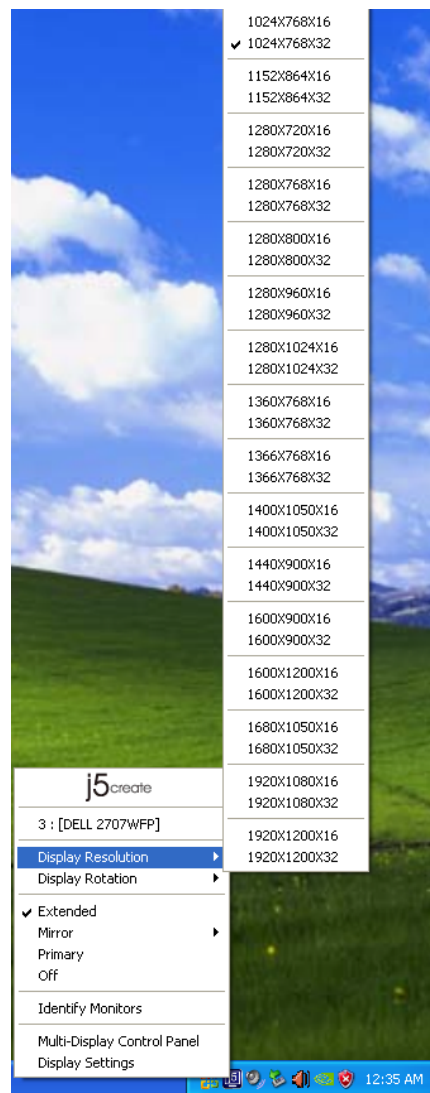 1024X768X16
1024X768X32
1152X864X16
1152X864X32
1280X720X16
1280X720X32
1280X768X16
1280X768X32
1280X800X16
1280X800X32
1280X960X16
1280X960X32
1280X1024X16
1280X1024X32
1360X768X16
1360X768X32
1366X768X16
1366X768X32
1400X1050X16
1400X1050X32
1440X900X16
1440X900X32
1600X900X16
1600X900X32
1600X1200X16
1600X1200X32
1680X1050X16
1680X1050X32
1920X1080X16
1920X1080X32
1920X1200X16
1920X1200X32
j5create
3 : [DELL 2707WFP]
Display Resolution
Display Rotation
Extended
Mirror
Primary
Off
Identify Monitors
Multi-Display Control Panel
Display Settings
j5
12:35 AM